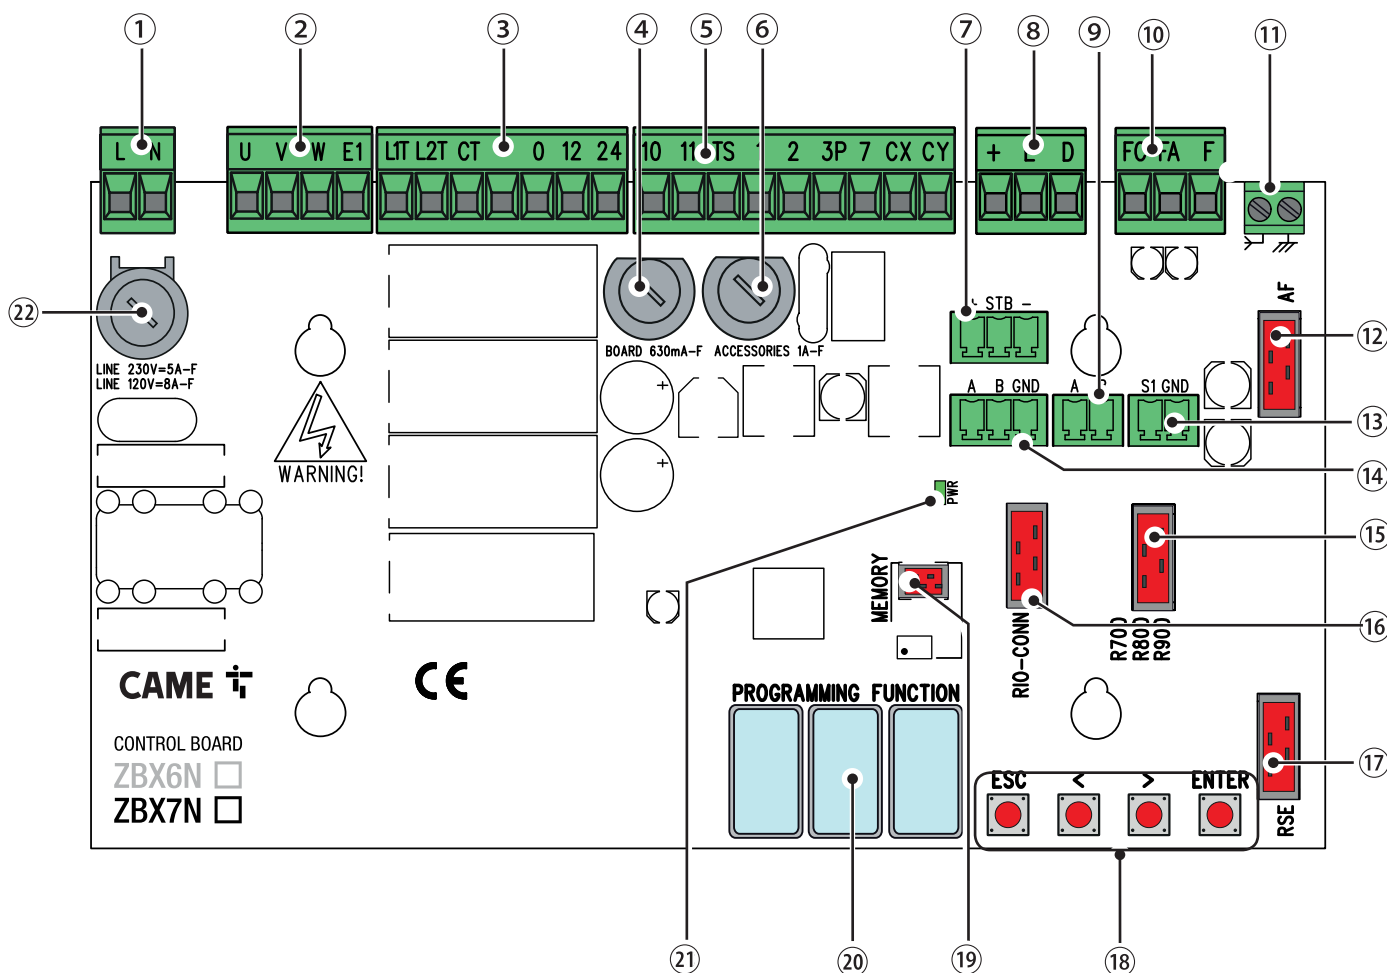 ① ② ③ ④ ⑤ ⑥ ⑦ ⑧ ⑨ ⑩ ⑪
L N
U V W E1
L1T L2T CT 0 12 24
10 11 TS 1 2 3P 7 CX CY
+ E D
FC FA F
㉒
LINE 230V=5A-F
LINE 120V=8A-F
BOARD 630mA-F
ACCESSORIES 1A-F
STB -
AF
⑫
A B GND
A
S1 GND
⑬
⑭
WARNING!
+
+
PWR
⑮
MEMORY
RIO-CONN
R700
R800
R900
⑯
CAME
CE
PROGRAMMING FUNCTION
CONTROL BOARD
ZBX6N
ZBX7N
⑰
ESC < > ENTER
RSE
㉑ ⑳ ⑲ ⑱